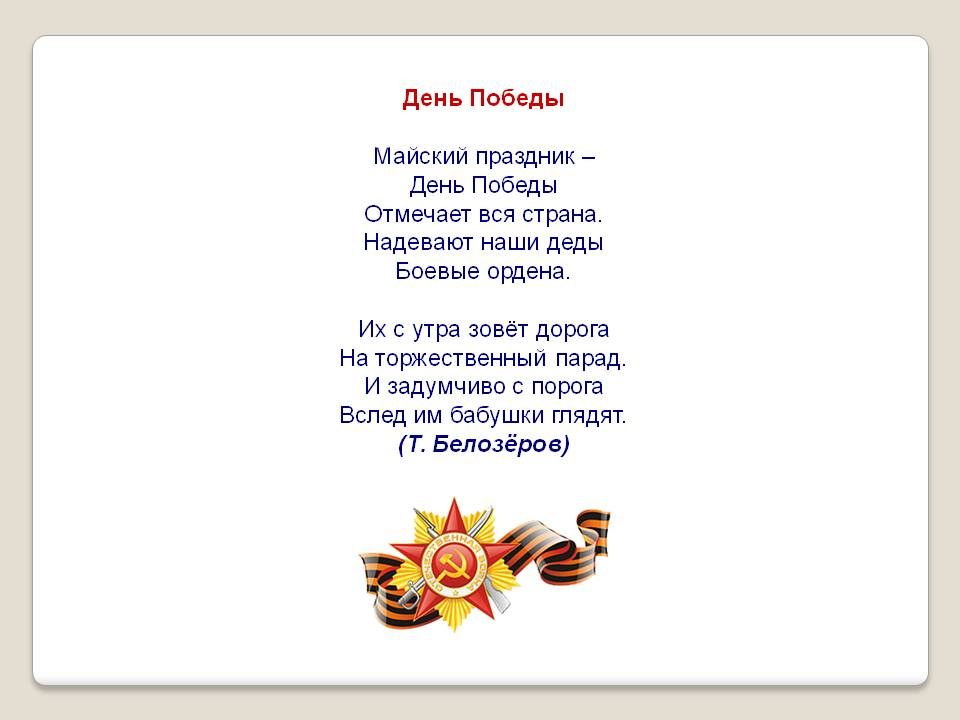 День Победы
Майский праздник –
День Победы
Отмечает вся страна.
Надевают наши деды
Боевые ордена.
Их с утра зовёт дорога
На торжественный парад.
И задумчиво с порога
Вслед им бабушки глядят.
(Т. Белозёров)
ОТЕЧЕСТВЕННАЯ ВОЙНА